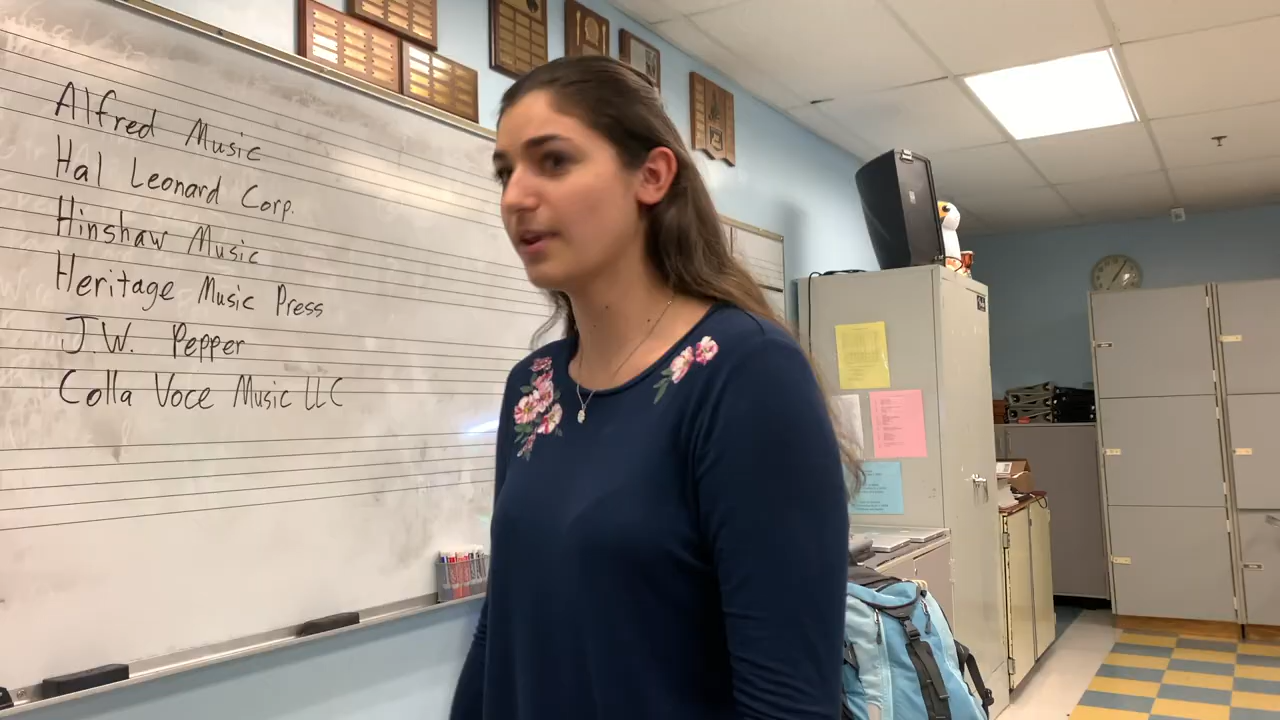 Alfred Music
Hal Leonard Corp.
Hinshaw Music
Heritage Music Press
J.W. Pepper
Colla Voce Music LLC